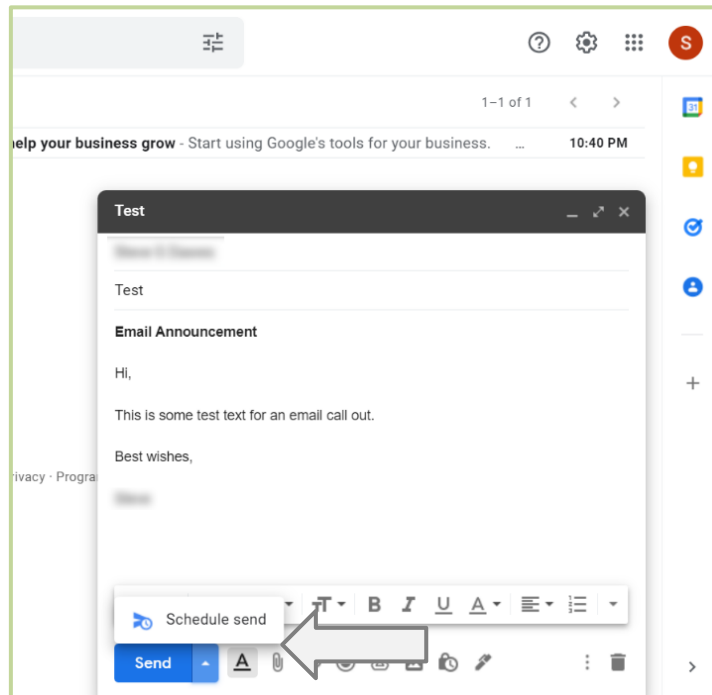 S
1–1 of 1
help your business grow - Start using Google's tools for your business. ... 10:40 PM
31
Test
Test
Email Announcement
Hi,
This is some test text for an email call out.
Best wishes,
rivacy · Progra
Schedule send
B I U A
Send A